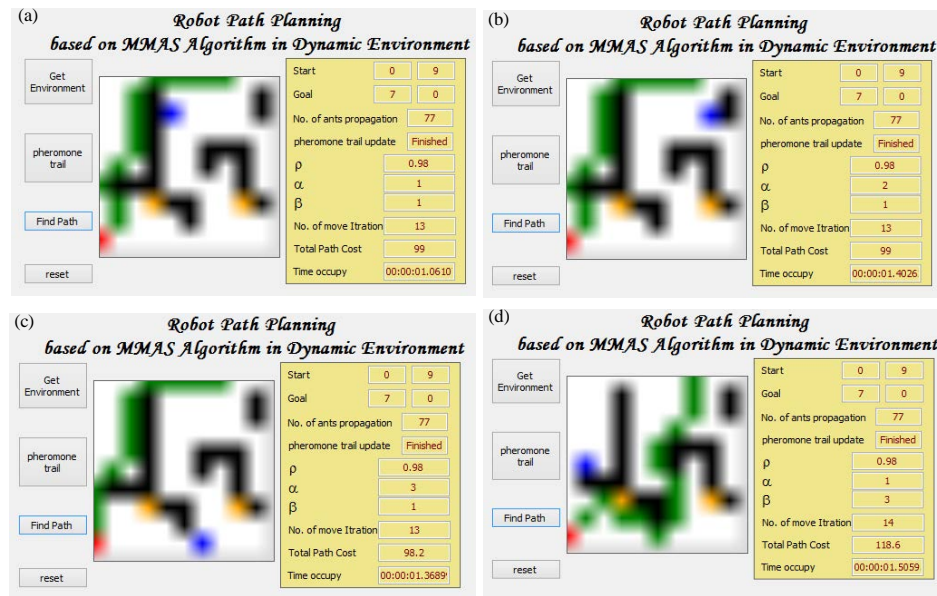 (a)
Robot Path Planning
based on MMAS Algorithm in Dynamic Environment
Get
Environment
pheromone
trail
Find Path
reset
Start 0 9
Goal 7 0
No. of ants propagation 77
pheromone trail update Finished
ρ 0.98
α 1
β 1
No. of move Itration 13
Total Path Cost 99
Time occupy 00:00:01.0610
(b)
Robot Path Planning
based on MMAS Algorithm in Dynamic Environment
Get
Environment
pheromone
trail
Find Path
reset
Start 0 9
Goal 7 0
No. of ants propagation 77
pheromone trail update Finished
ρ 0.98
α 2
β 1
No. of move Itration 13
Total Path Cost 99
Time occupy 00:00:01.4026
(c)
Robot Path Planning
based on MMAS Algorithm in Dynamic Environment
Get
Environment
pheromone
trail
Find Path
reset
Start 0 9
Goal 7 0
No. of ants propagation 77
pheromone trail update Finished
ρ 0.98
α 3
β 1
No. of move Itration 13
Total Path Cost 98.2
Time occupy 00:00:01.3689
(d)
Robot Path Planning
based on MMAS Algorithm in Dynamic Environment
Get
Environment
pheromone
trail
Find Path
reset
Start 0 9
Goal 7 0
No. of ants propagation 77
pheromone trail update Finished
ρ 0.98
α 1
β 3
No. of move Itration 14
Total Path Cost 118.6
Time occupy 00:00:01.5059